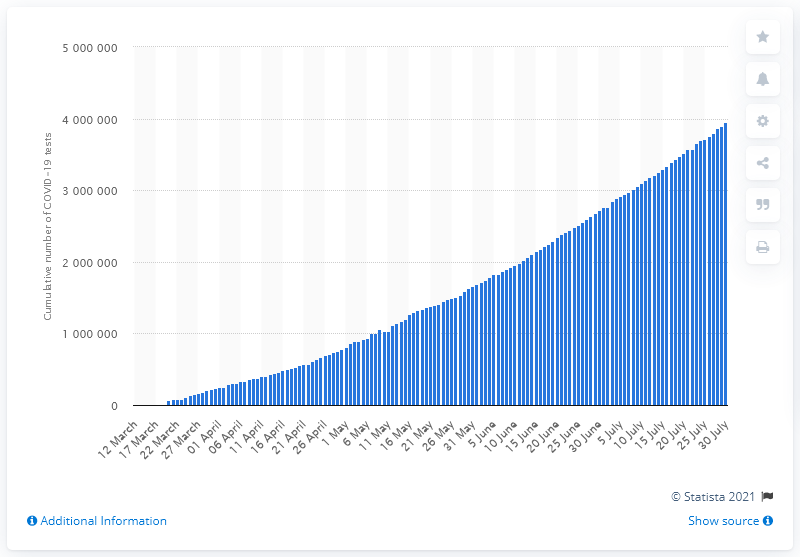 5 000 000
4 000 000
3 000 000
2 000 000
1 000 000
0
Cumulative number of COVID-19 tests
12 March
17 March
22 March
27 March
01 April
06 April
11 April
16 April
21 April
26 April
1 May
6 May
11 May
16 May
21 May
26 May
31 May
5 June
10 June
15 June
20 June
25 June
30 June
5 July
10 July
15 July
20 July
25 July
30 July
© Statista 2021
Additional Information
Show source